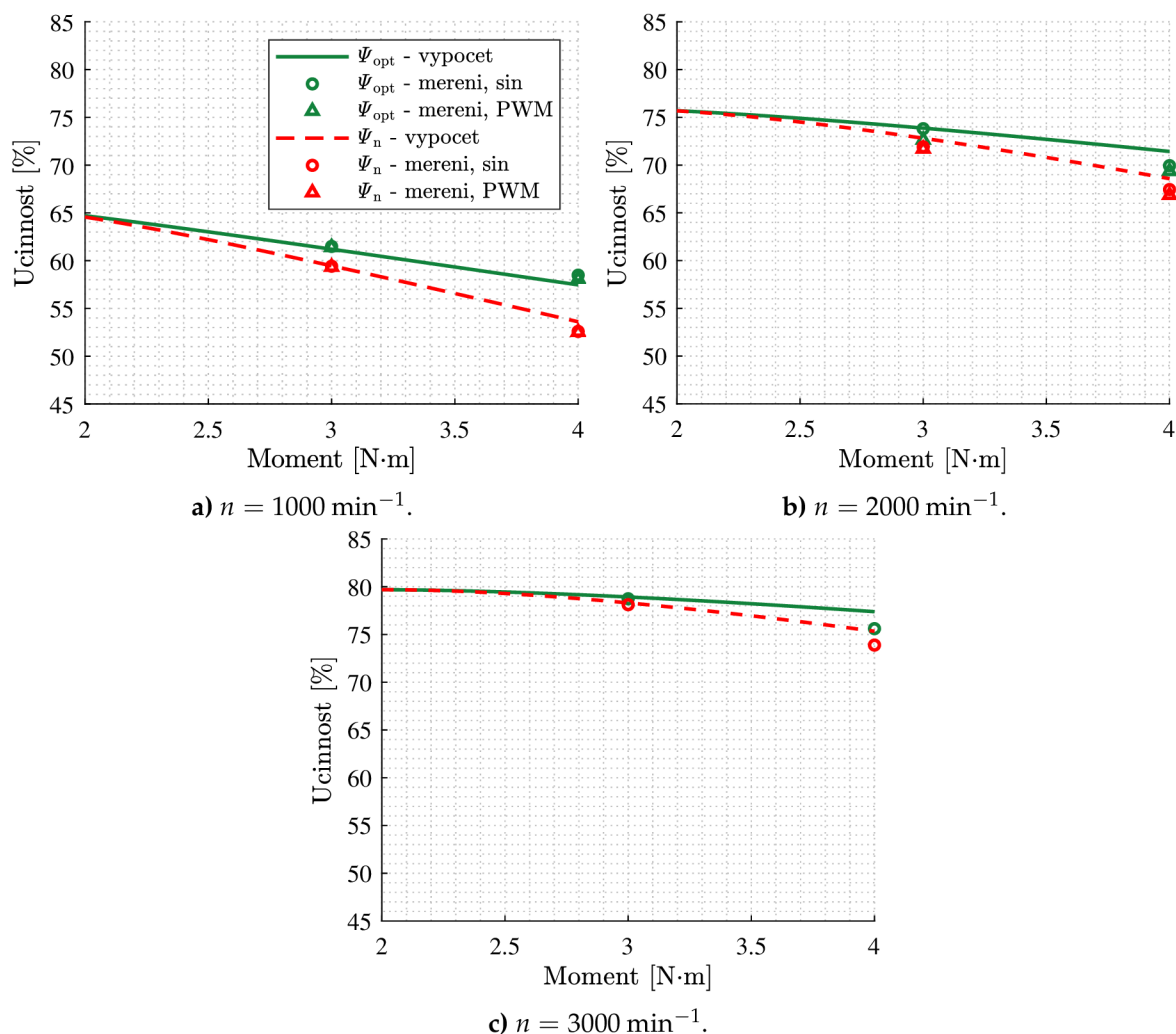 85
80
75
70
65
60
55
50
45
Ucinnost [%]
Ψopt - vypocet
Ψopt - mereni, sin
Ψopt - mereni, PWM
Ψn - vypocet
Ψn - mereni, sin
Ψn - mereni, PWM
2 2.5 3 3.5 4
Moment [N·m]
a) n = 1000 min⁻¹.
85
80
75
70
65
60
55
50
45
Ucinnost [%]
2 2.5 3 3.5 4
Moment [N·m]
b) n = 2000 min⁻¹.
85
80
75
70
65
60
55
50
45
Ucinnost [%]
2 2.5 3 3.5 4
Moment [N·m]
c) n = 3000 min⁻¹.